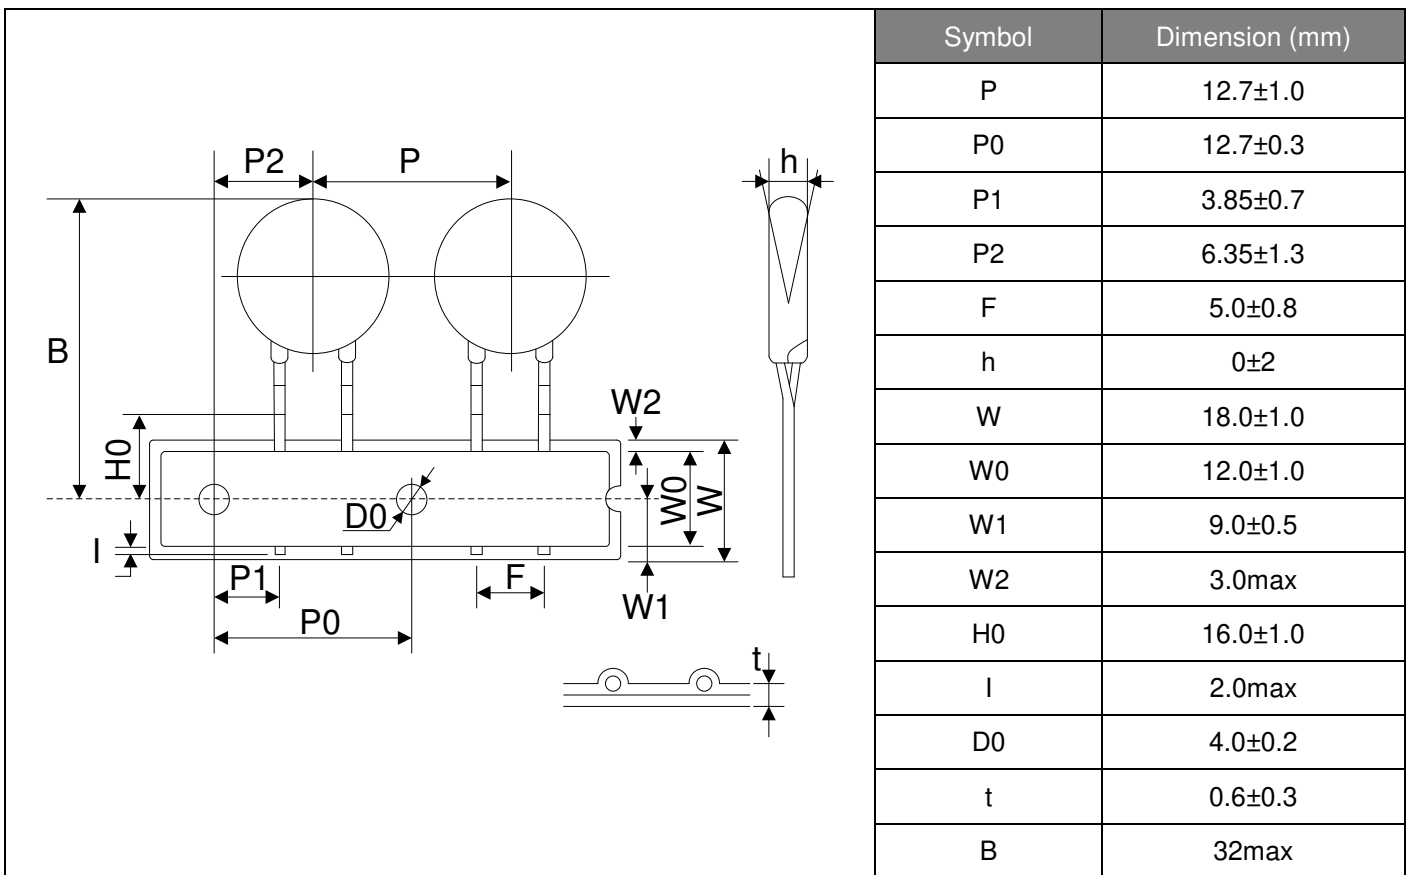 P2 P h
B
H0
W2
W0
W
D0
I
P1
F
W1
P0
t
Symbol Dimension (mm)
P 12.7±1.0
P0 12.7±0.3
P1 3.85±0.7
P2 6.35±1.3
F 5.0±0.8
h 0±2
W 18.0±1.0
W0 12.0±1.0
W1 9.0±0.5
W2 3.0max
H0 16.0±1.0
I 2.0max
D0 4.0±0.2
t 0.6±0.3
B 32max